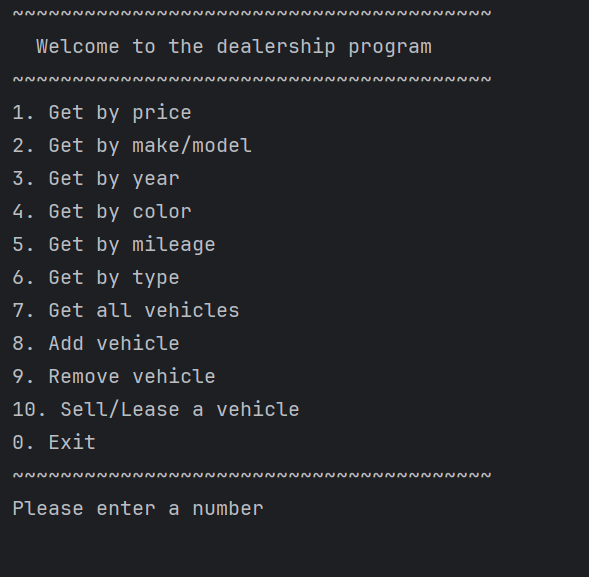 ~~~~~~~~~~~~~~~~~~~~~~~~~~~~~~~~~~~~~~~~
  Welcome to the dealership program
~~~~~~~~~~~~~~~~~~~~~~~~~~~~~~~~~~~~~~~~
1. Get by price
2. Get by make/model
3. Get by year
4. Get by color
5. Get by mileage
6. Get by type
7. Get all vehicles
8. Add vehicle
9. Remove vehicle
10. Sell/Lease a vehicle
0. Exit
~~~~~~~~~~~~~~~~~~~~~~~~~~~~~~~~~~~~~~~~
Please enter a number